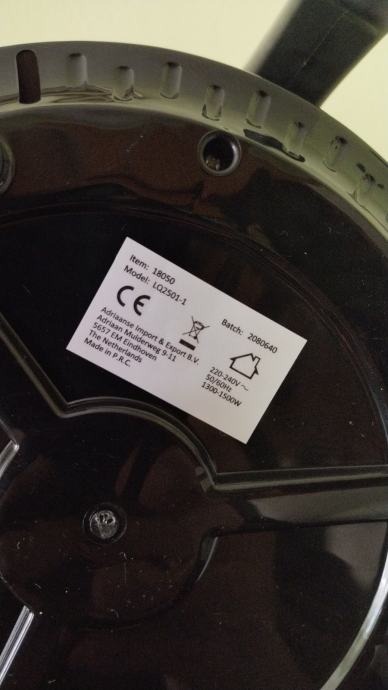 Item: 18050
Model: LQ2501-1
CE
Batch: 2080640
Adriaanse Import & Export B.V.
Adriaan Mulderweg 9-11
5657 EM Eindhoven
The Netherlands
Made in P.R.C.
220-240V ~
50/60Hz
1300-1500W